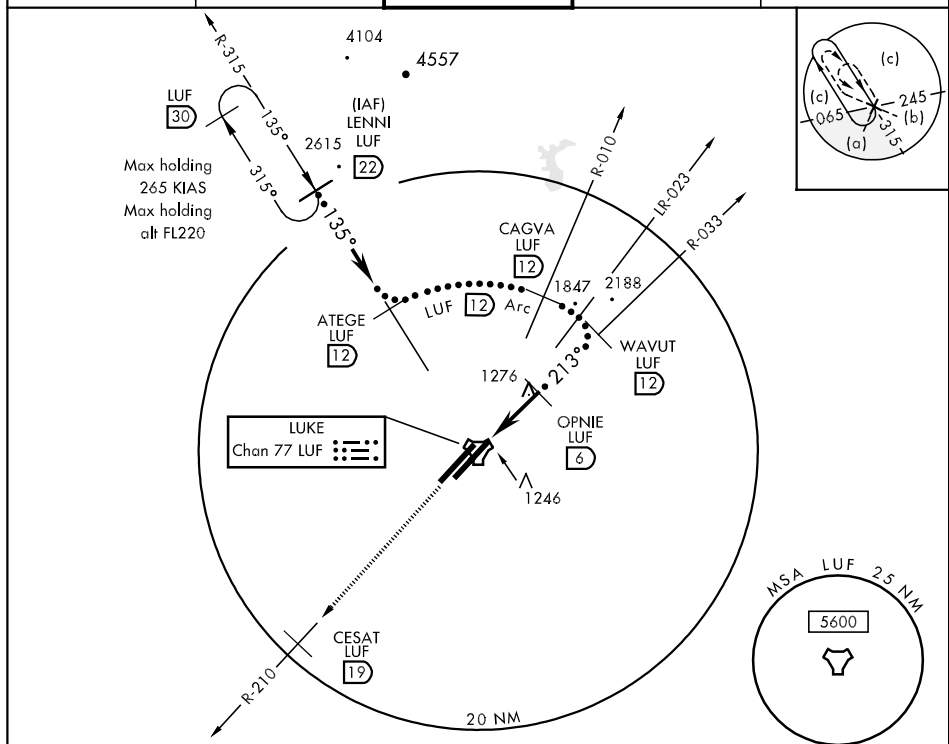 R-315
4104
4557
LUF
30
135°
315°
(IAF)
LENNI
LUF
22
2615
Max holding
265 KIAS
Max holding
alt FL220
135°
(c)
(c)
065
245
(b)
(a)
315
R-010
LR-023
R-033
CAGVA
LUF
12
1847
2188
LUF 12 Arc
ATEGE
LUF
12
WAVUT
LUF
12
213°
1276
OPNIE
LUF
6
LUKE
Chan 77 LUF
1246
CESAT
LUF
19
R-210
20 NM
MSA LUF 25 NM
5600